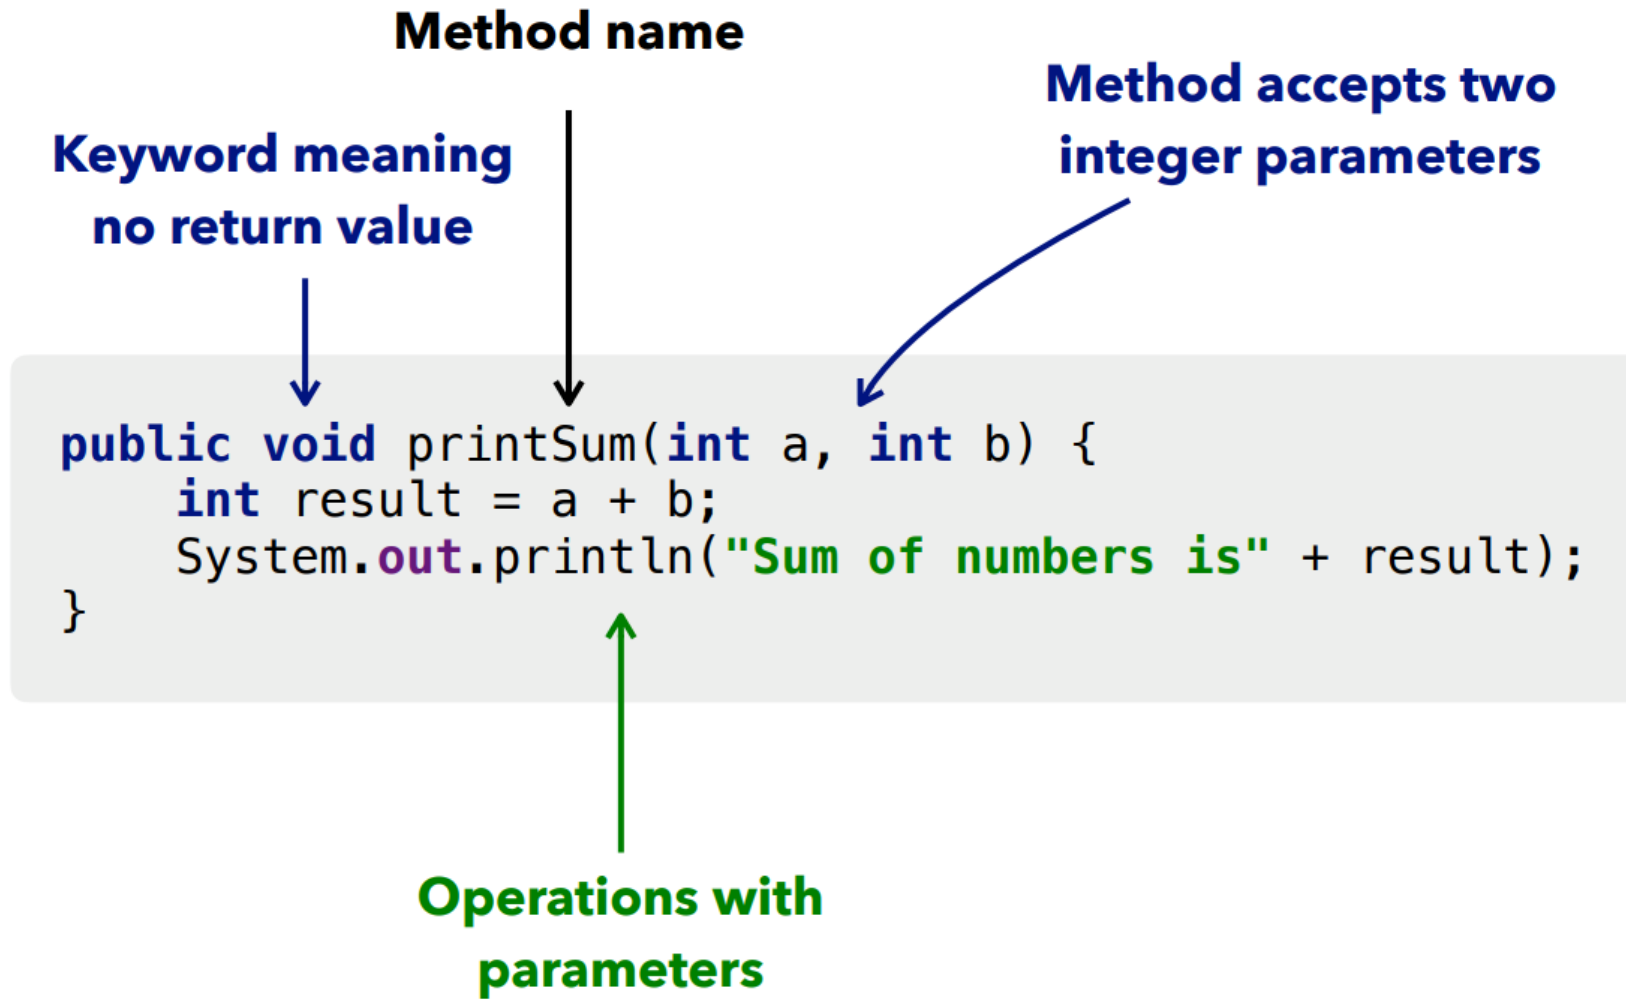 Method name
Method accepts two
integer parameters
Keyword meaning
no return value
public void printSum(int a, int b) {
    int result = a + b;
    System.out.println("Sum of numbers is" + result);
}
Operations with
parameters